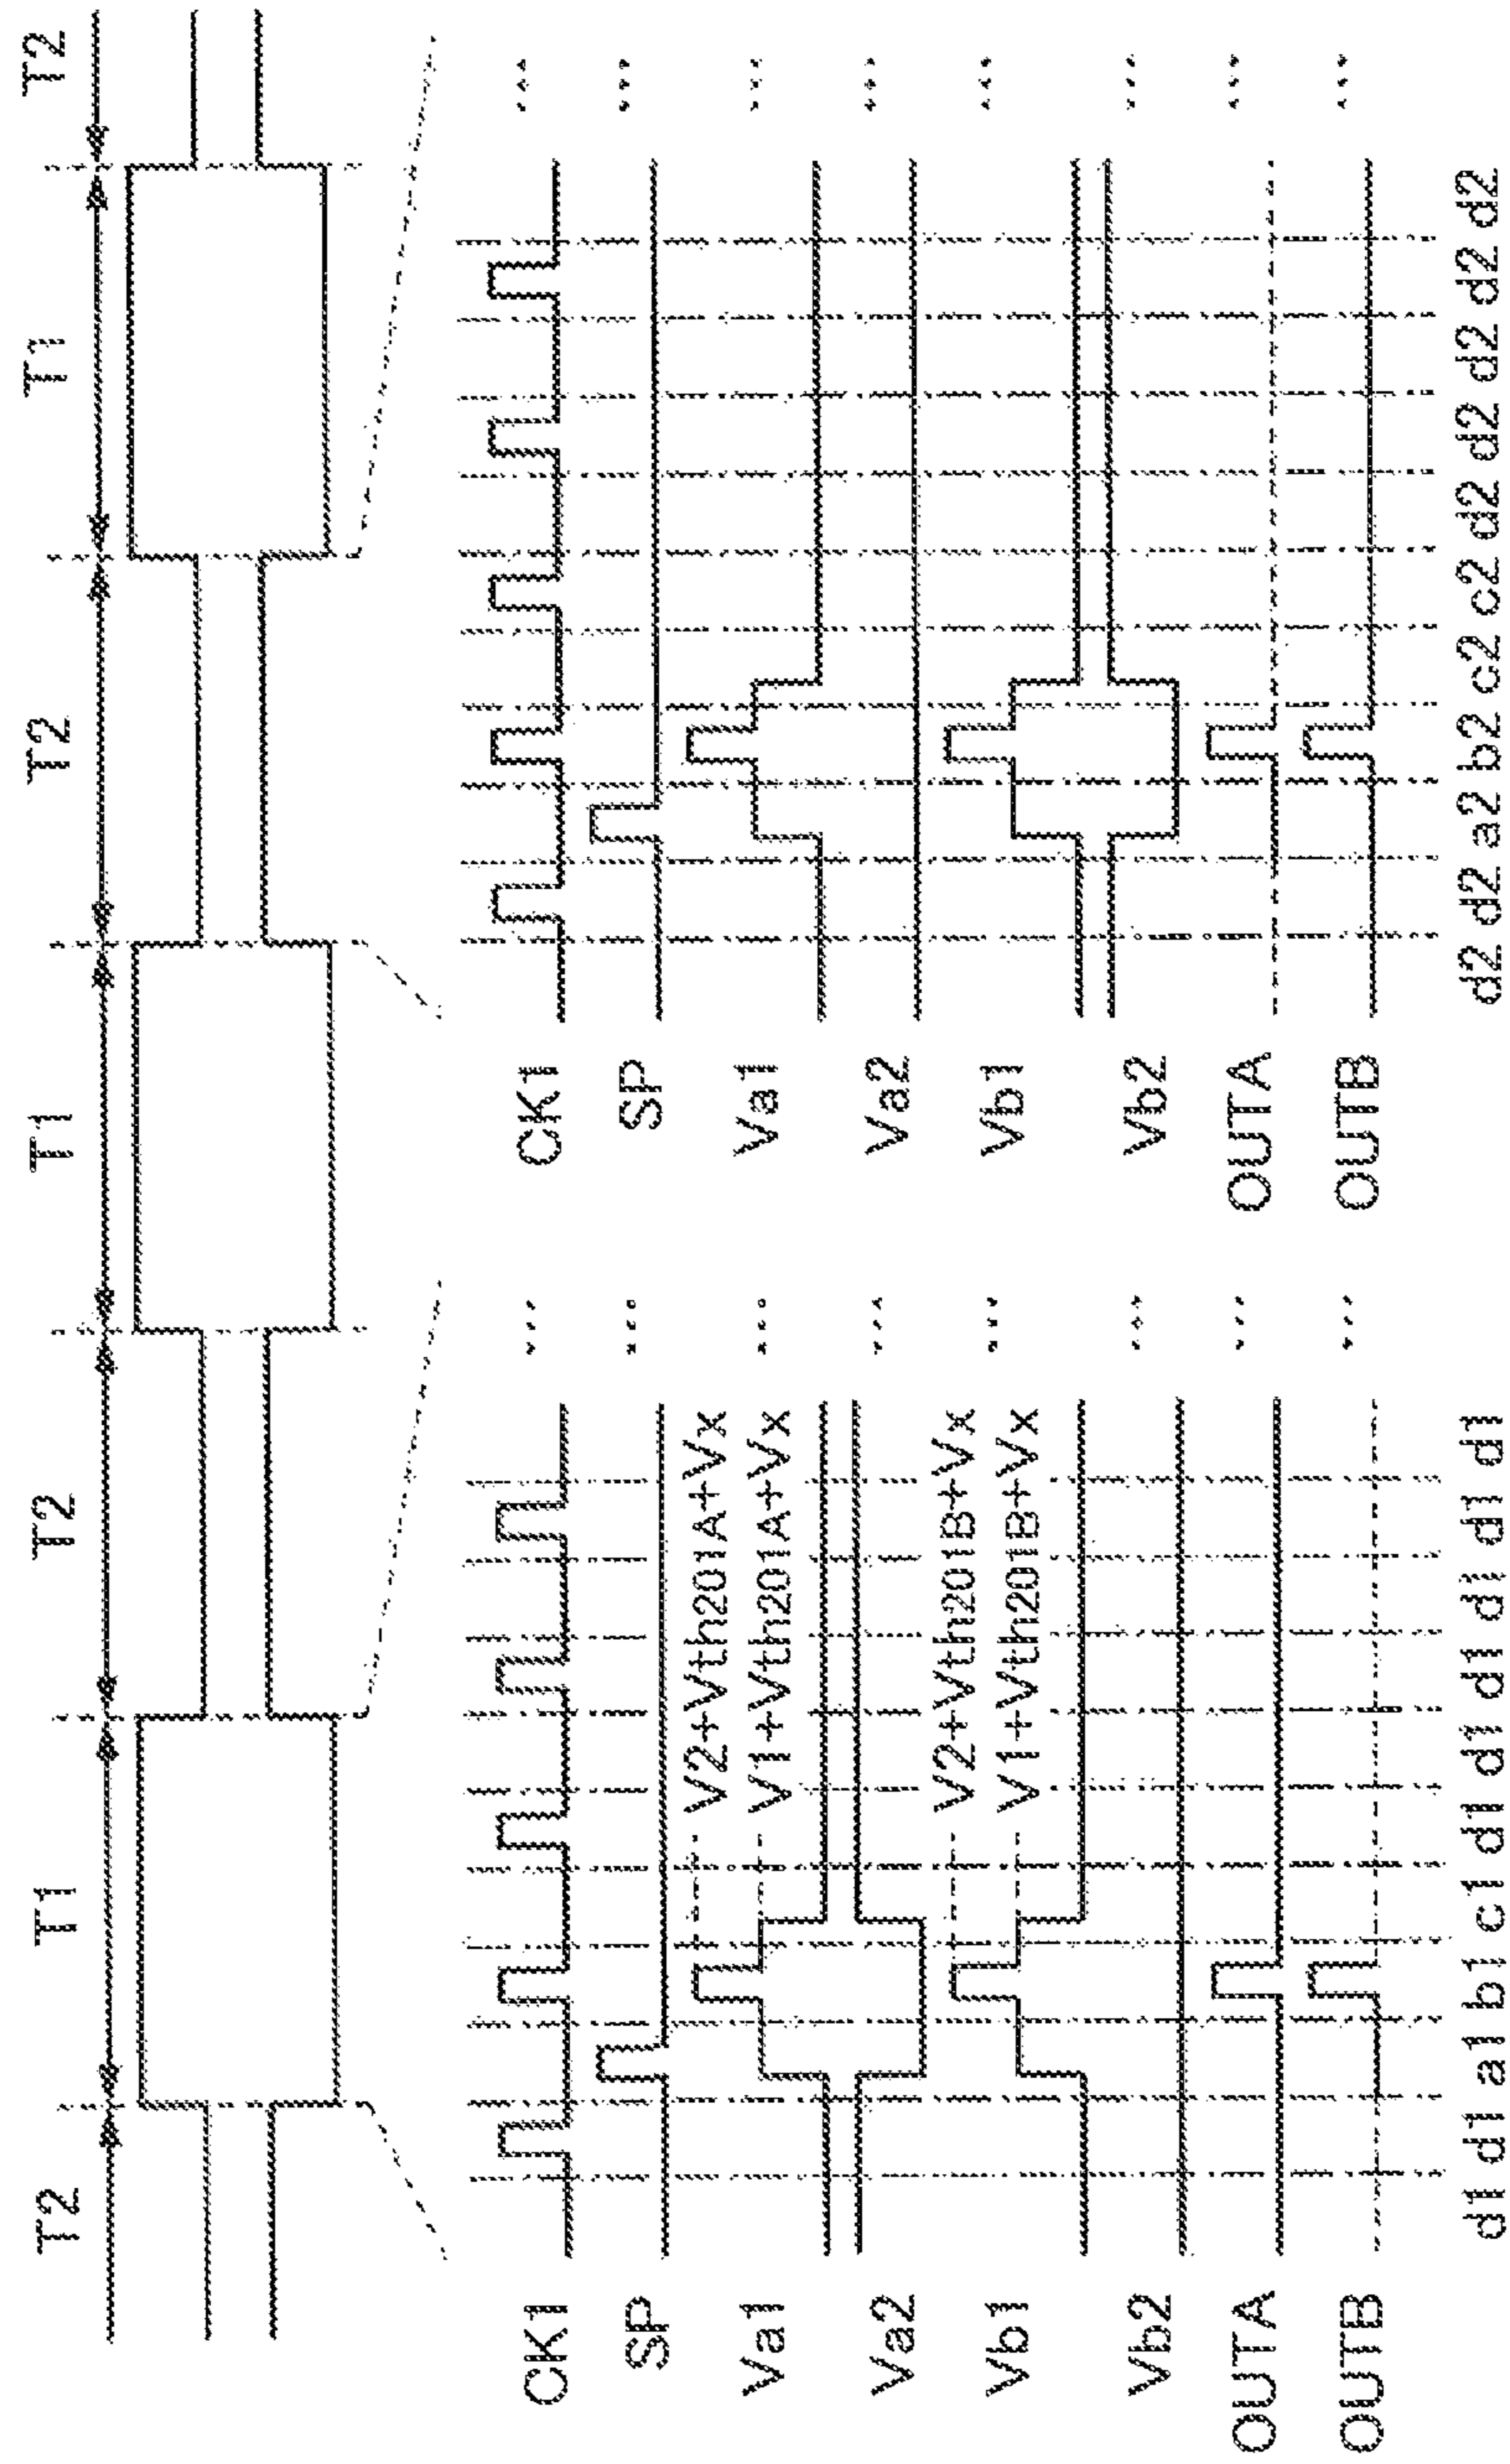 T2 T1 T2 T1 T2 T1 T2
CK1 ...
SP ...
Va1 V2+Vth201A+Vx ...
V1+Vth201A+Vx
Va2 ...
Vb1 V2+Vth201B+Vx ...
V1+Vth201B+Vx
Vb2 ...
OUTA ...
OUTB ...
d1 d1 a1 b1 c1 d1 d1 d1 d1 d1 d1
CK1 ...
SP ...
Va1 ...
Va2 ...
Vb1 ...
Vb2 ...
OUTA ...
OUTB ...
d2 d2 a2 b2 c2 c2 d2 d2 d2 d2 d2